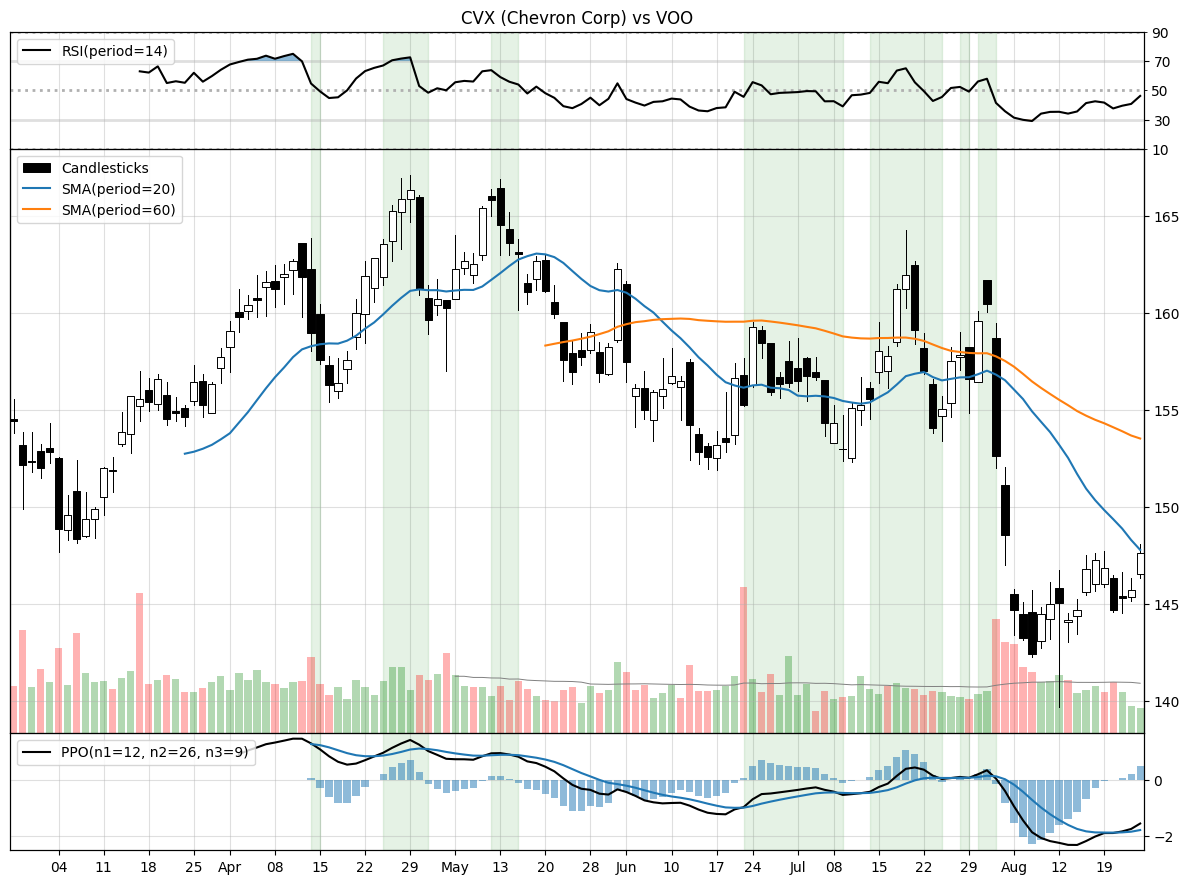 CVX (Chevron Corp) vs VOO
RSI(period=14)
90
70
50
30
10
Candlesticks
SMA(period=20)
SMA(period=60)
165
160
155
150
145
140
PPO(n1=12, n2=26, n3=9)
0
−2
04 11 18 25 Apr 08 15 22 29 May 13 20 28 Jun 10 17 24 Jul 08 15 22 29 Aug 12 19